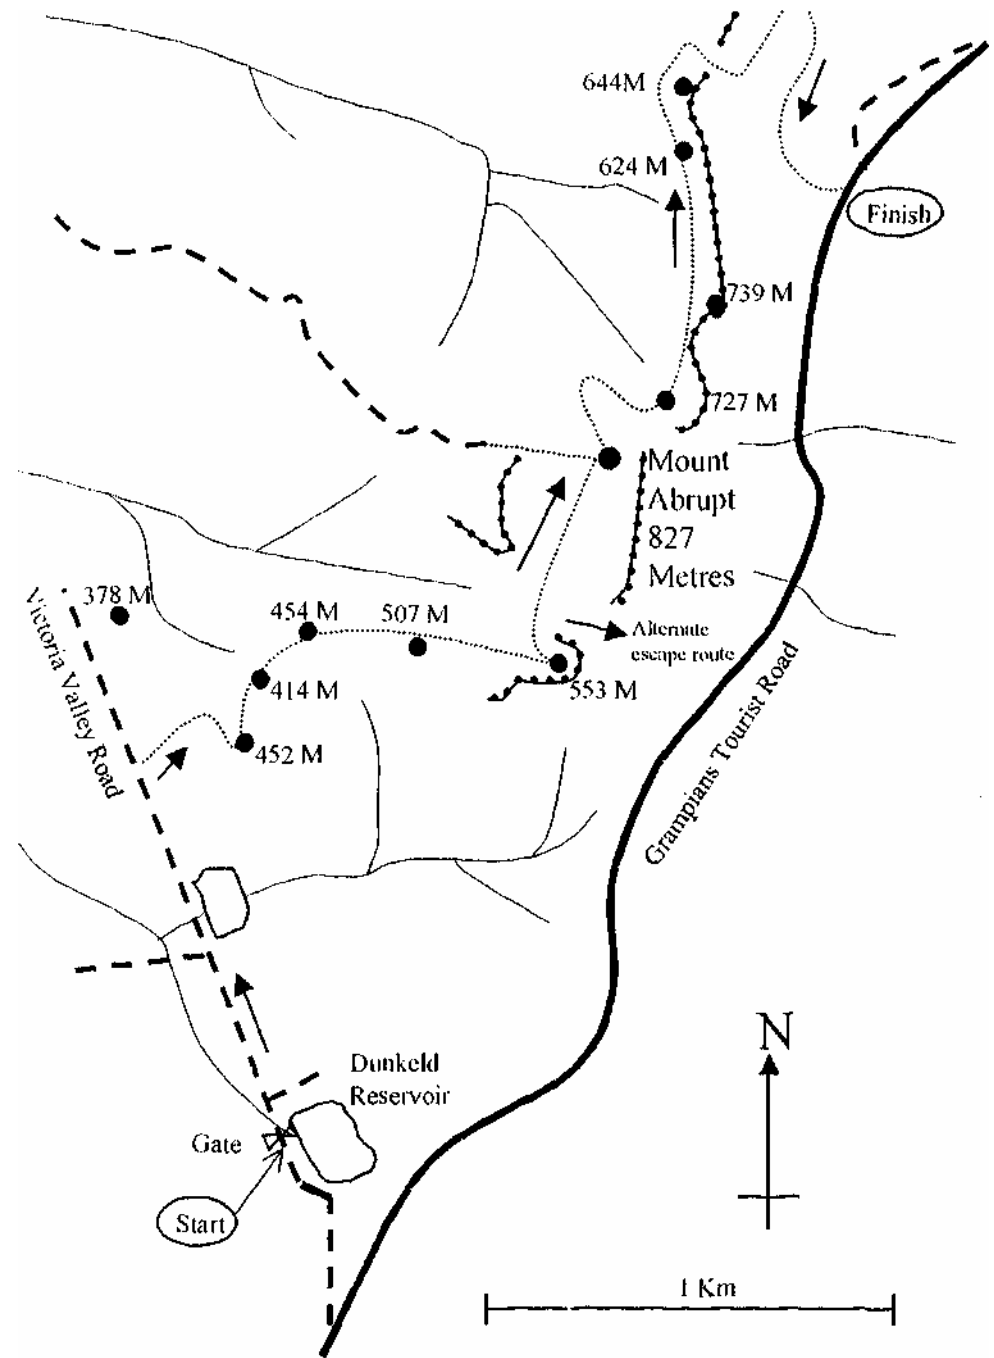 644M
624 M
Finish
739 M
727 M
Mount
Abrupt
827
Metres
Victoria Valley Road
378 M
454 M
507 M
Alternate
escape route
414 M
553 M
452 M
Grampians Tourist Road
N
Dunkeld
Reservoir
Gate
Start
1 Km